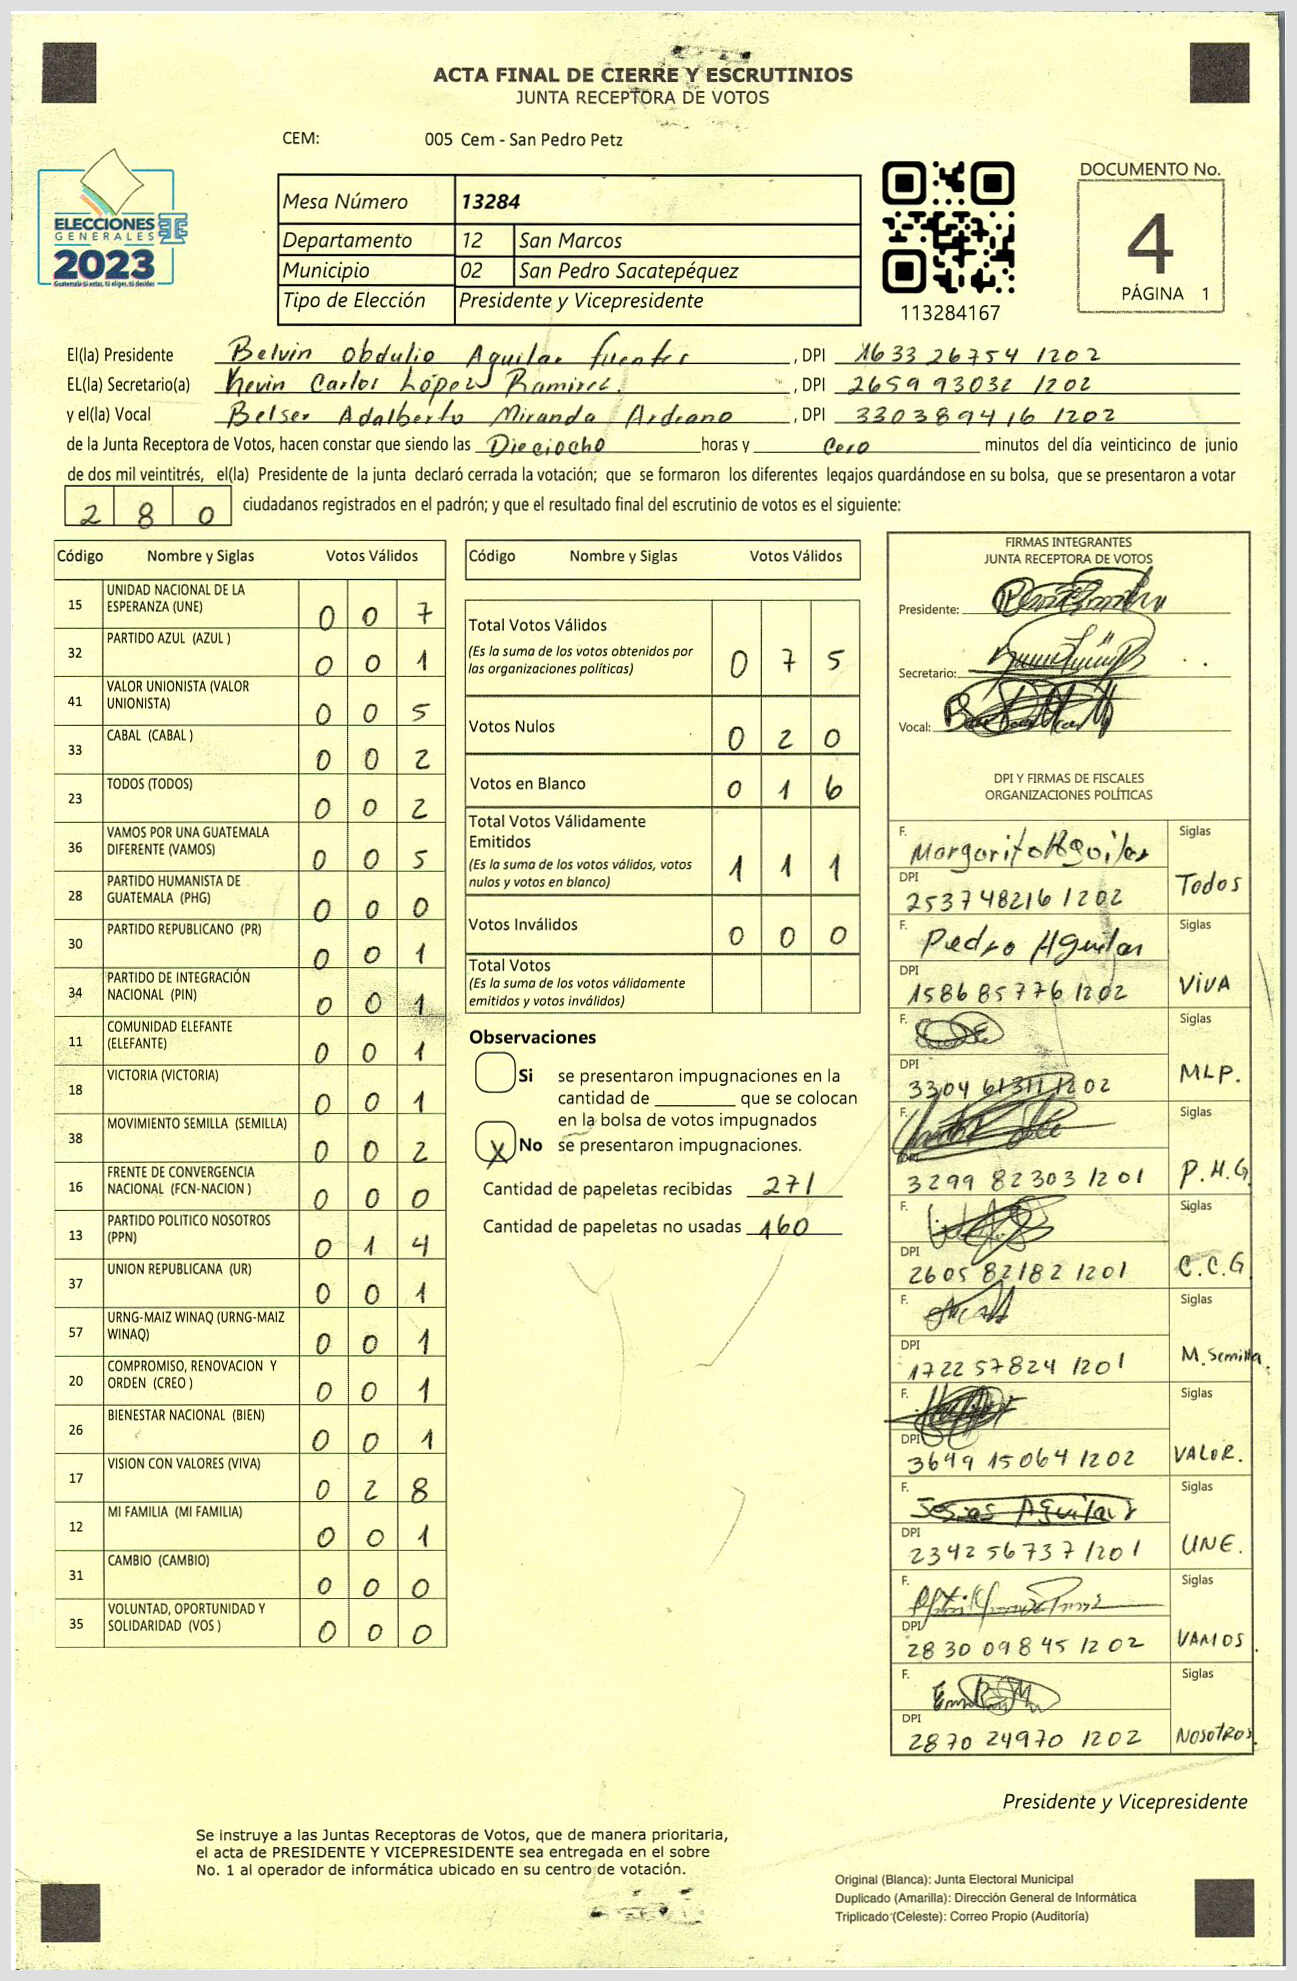 ACTA FINAL DE CIERRE Y ESCRUTINIOS
JUNTA RECEPTORA DE VOTOS
CEM: 005 Cem - San Pedro Petz
ELECCIONES
GENERALES
2023
Guatemala si votas, tú eliges, tú decides
Mesa Número 13284
Departamento 12 San Marcos
Municipio 02 San Pedro Sacatepéquez
Tipo de Elección Presidente y Vicepresidente
113284167
DOCUMENTO No.
4
PÁGINA 1
El(la) Presidente Belvin Obdulio Aguilar fuentes, DPI 1633 26754 1202
EL(la) Secretario(a) Kevin Carlos López Ramirez, DPI 2659 93032 1202
y el(la) Vocal Belser Adalberto Miranda Ardeano, DPI 330389416 1202
de la Junta Receptora de Votos, hacen constar que siendo las Dieciocho horas y Cero minutos del día veinticinco de junio
de dos mil veintitrés, el(la) Presidente de la junta declaró cerrada la votación; que se formaron los diferentes legajos guardándose en su bolsa, que se presentaron a votar
2 8 0 ciudadanos registrados en el padrón; y que el resultado final del escrutinio de votos es el siguiente:
Código Nombre y Siglas Votos Válidos
15 UNIDAD NACIONAL DE LA
ESPERANZA (UNE) 0 0 7
32 PARTIDO AZUL (AZUL ) 0 0 1
41 VALOR UNIONISTA (VALOR
UNIONISTA) 0 0 5
33 CABAL (CABAL ) 0 0 2
23 TODOS (TODOS) 0 0 2
36 VAMOS POR UNA GUATEMALA
DIFERENTE (VAMOS) 0 0 5
28 PARTIDO HUMANISTA DE
GUATEMALA (PHG) 0 0 0
30 PARTIDO REPUBLICANO (PR) 0 0 1
34 PARTIDO DE INTEGRACIÓN
NACIONAL (PIN) 0 0 1
11 COMUNIDAD ELEFANTE
(ELEFANTE) 0 0 1
18 VICTORIA (VICTORIA) 0 0 1
38 MOVIMIENTO SEMILLA (SEMILLA) 0 0 2
16 FRENTE DE CONVERGENCIA
NACIONAL (FCN-NACION ) 0 0 0
13 PARTIDO POLITICO NOSOTROS
(PPN) 0 1 4
37 UNION REPUBLICANA (UR) 0 0 1
57 URNG-MAIZ WINAQ (URNG-MAIZ
WINAQ) 0 0 1
20 COMPROMISO, RENOVACION Y
ORDEN (CREO ) 0 0 1
26 BIENESTAR NACIONAL (BIEN) 0 0 1
17 VISION CON VALORES (VIVA) 0 2 8
12 MI FAMILIA (MI FAMILIA) 0 0 1
31 CAMBIO (CAMBIO) 0 0 0
35 VOLUNTAD, OPORTUNIDAD Y
SOLIDARIDAD (VOS ) 0 0 0
Código Nombre y Siglas Votos Válidos
Total Votos Válidos
(Es la suma de los votos obtenidos por
las organizaciones políticas) 0 7 5
Votos Nulos 0 2 0
Votos en Blanco 0 1 6
Total Votos Válidamente
Emitidos
(Es la suma de los votos válidos, votos
nulos y votos en blanco) 1 1 1
Votos Inválidos 0 0 0
Total Votos
(Es la suma de los votos válidamente
emitidos y votos inválidos)
Observaciones
Si se presentaron impugnaciones en la
cantidad de ________ que se colocan
en la bolsa de votos impugnados
X No se presentaron impugnaciones.
Cantidad de papeletas recibidas 271
Cantidad de papeletas no usadas 160
FIRMAS INTEGRANTES
JUNTA RECEPTORA DE VOTOS
Presidente:
Secretario:
Vocal:
DPI Y FIRMAS DE FISCALES
ORGANIZACIONES POLÍTICAS
F. Margarito Aguilar Siglas
DPI
253748216 1202 Todos
F. Pedro Aguilar Siglas
DPI
158685776 1202 VIVA
F. Siglas
DPI
3304 61311 1202 MLP.
F. Siglas
DPI
3299 82303 1201 P.H.G.
F. Siglas
DPI
2605 82182 1201 C.C.G
F. Siglas
DPI
1722 57824 1201 M. Semilla.
F. Siglas
DPI
3649 15064 1202 VALOR.
F. Josias Aguilar Siglas
DPI
2342 56737 1201 UNE.
F. Siglas
DPI
2830 09845 1202 VAMOS.
F. Siglas
DPI
2870 24970 1202 NOSOTROS.
Presidente y Vicepresidente
Se instruye a las Juntas Receptoras de Votos, que de manera prioritaria,
el acta de PRESIDENTE Y VICEPRESIDENTE sea entregada en el sobre
No. 1 al operador de informática ubicado en su centro de votación.
Original (Blanca): Junta Electoral Municipal
Duplicado (Amarilla): Dirección General de Informática
Triplicado (Celeste): Correo Propio (Auditoría)